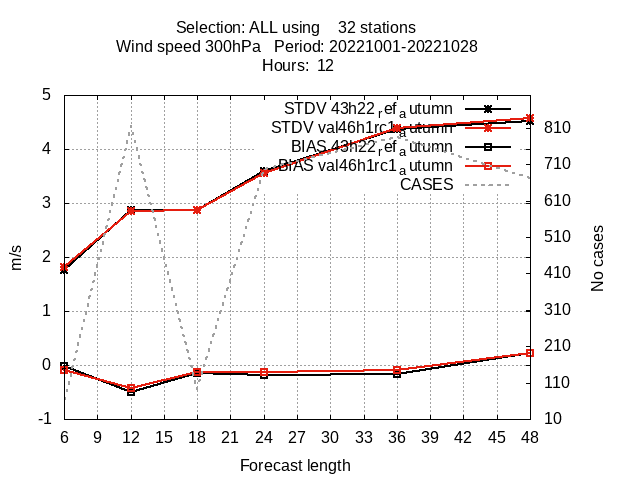 Selection: ALL using 32 stations
Wind speed 300hPa Period: 20221001-20221028
Hours: 12
STDV 43h22_ref_autumn
STDV val46h1rc1_autumn
BIAS 43h22_ref_autumn
BIAS val46h1rc1_autumn
CASES
5
4
3
2
1
0
-1
m/s
810
710
610
510
410
310
210
110
10
No cases
6 9 12 15 18 21 24 27 30 33 36 39 42 45 48
Forecast length